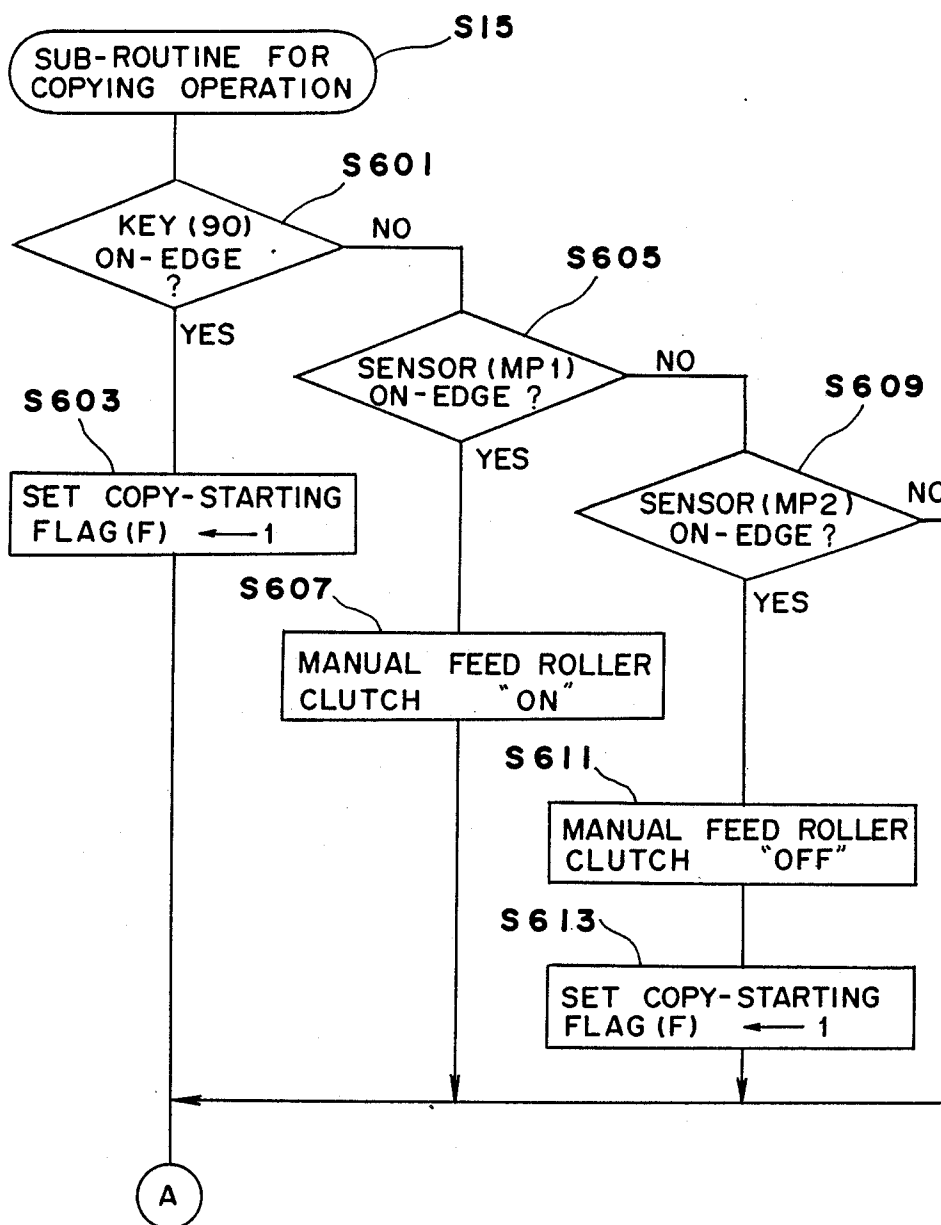 S15
SUB-ROUTINE FOR
COPYING OPERATION
S601
KEY (90)
ON-EDGE
?
NO
YES
S605
SENSOR (MP1)
ON-EDGE ?
NO
YES
S603
SET COPY-STARTING
FLAG (F) ← 1
S609
SENSOR (MP2)
ON-EDGE ?
NO
YES
S607
MANUAL FEED ROLLER
CLUTCH "ON"
S611
MANUAL FEED ROLLER
CLUTCH "OFF"
S613
SET COPY-STARTING
FLAG (F) ← 1
A